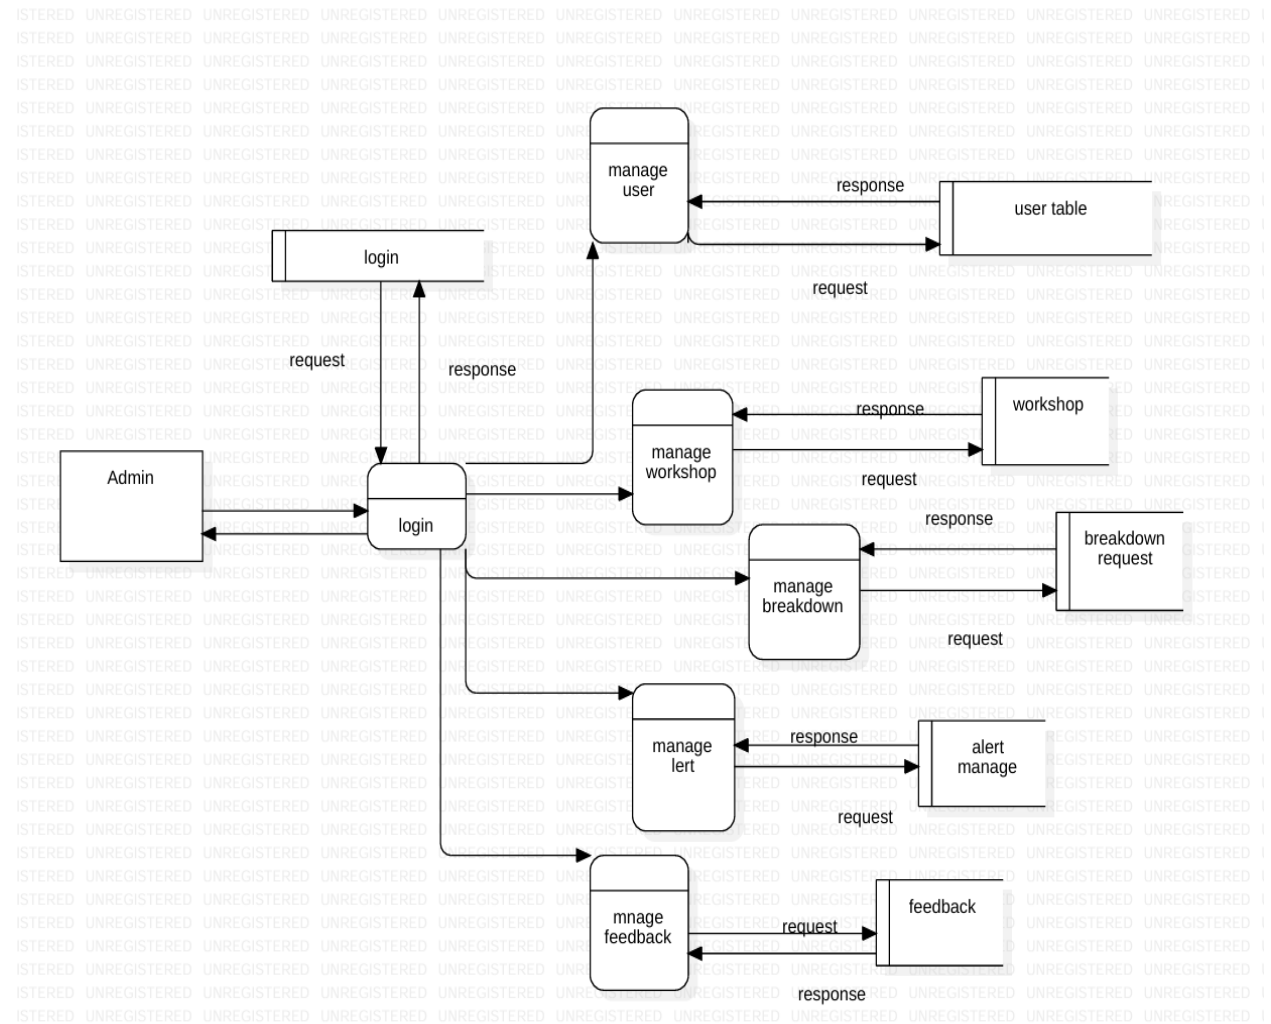 manage
user
response
user table
request
login
request
response
Admin
login
manage
workshop
response
workshop
request
manage
breakdown
response
breakdown
request
request
manage
lert
response
alert
manage
request
mnage
feedback
request
feedback
response
UNREGISTERED